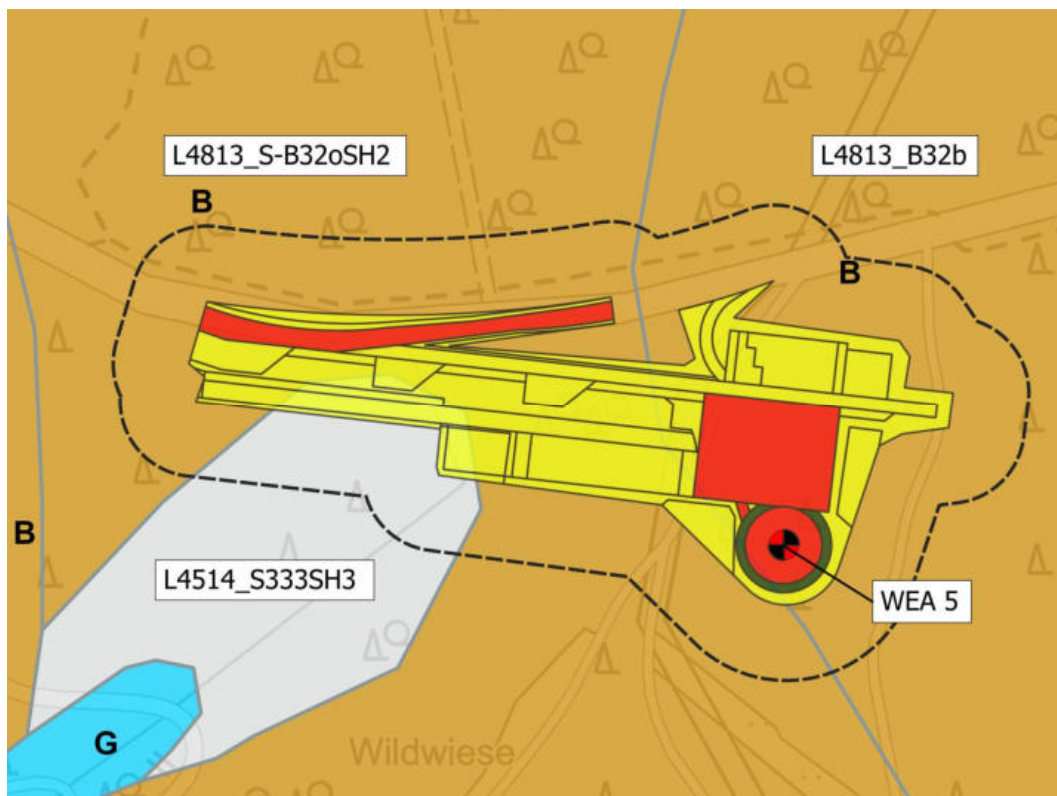 L4813_S-B32oSH2
L4813_B32b
B
B
B
L4514_S333SH3
WEA 5
G
Wildwiese